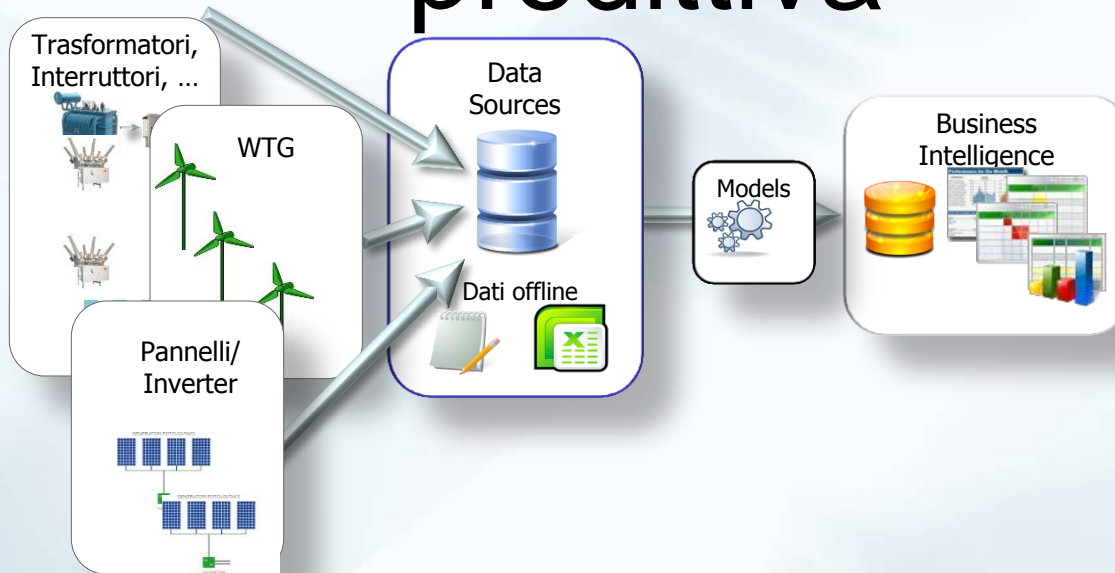 predittiva
Trasformatori,
Interruttori, ...
WTG
Pannelli/
Inverter
Data
Sources
Dati offline
Models
Business
Intelligence